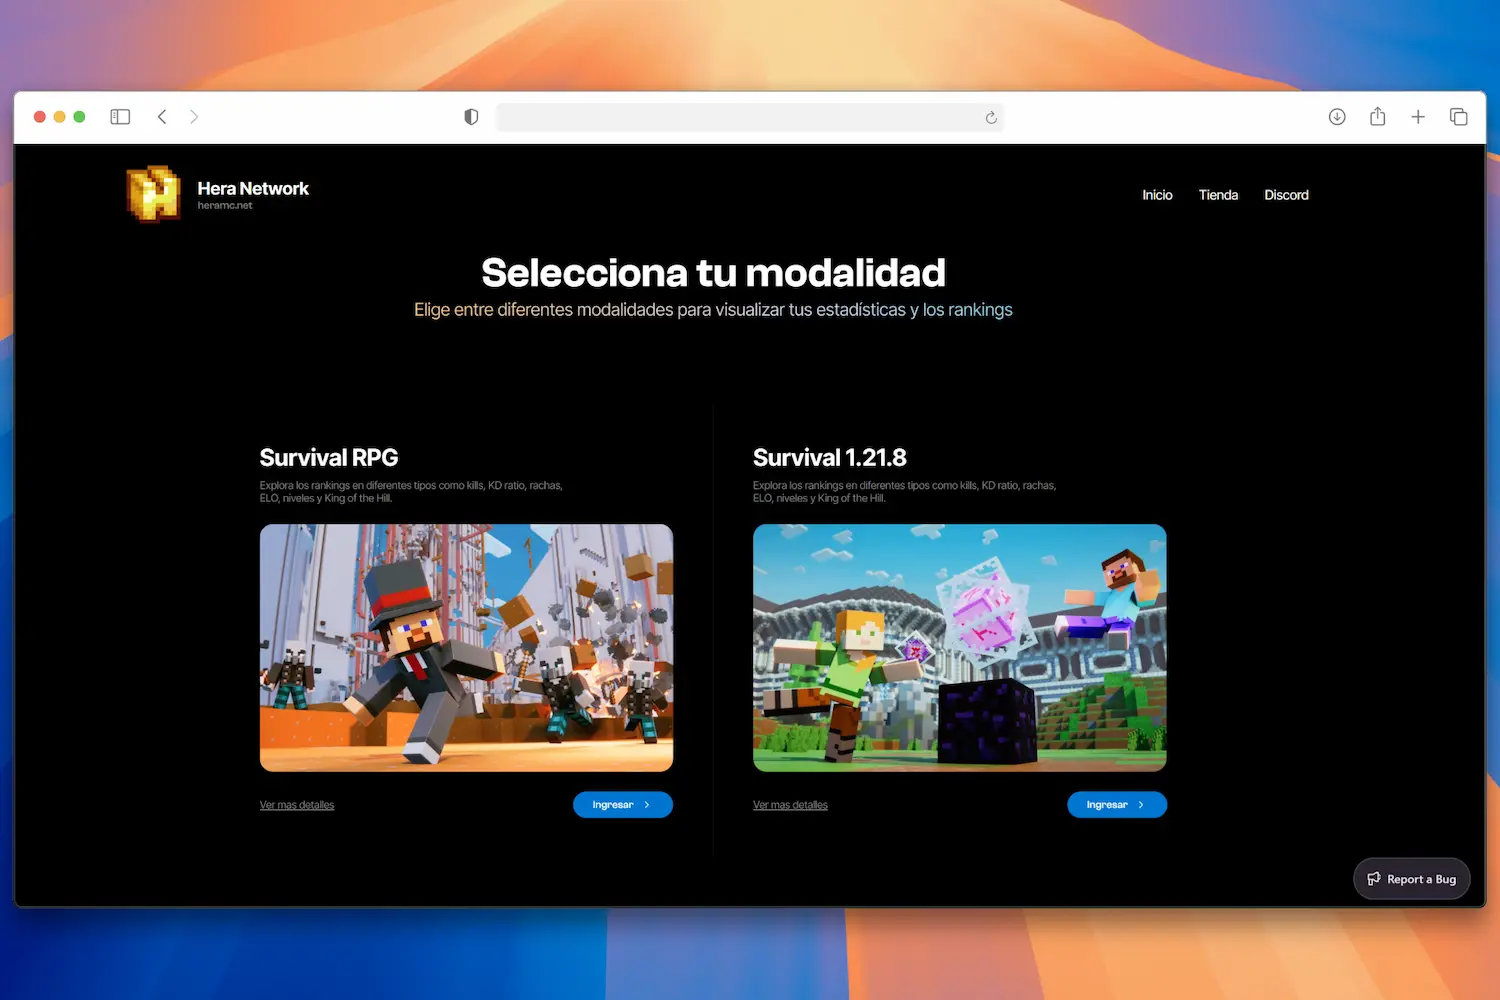 Hera Network
heramc.net
Inicio
Tienda
Discord
Selecciona tu modalidad
Elige entre diferentes modalidades para visualizar tus estadísticas y los rankings
Survival RPG
Explora los rankings en diferentes tipos como kills, KD ratio, rachas,
ELO, niveles y King of the Hill.
Ver mas detalles
Ingresar
Survival 1.21.8
Explora los rankings en diferentes tipos como kills, KD ratio, rachas,
ELO, niveles y King of the Hill.
Ver mas detalles
Ingresar
Report a Bug